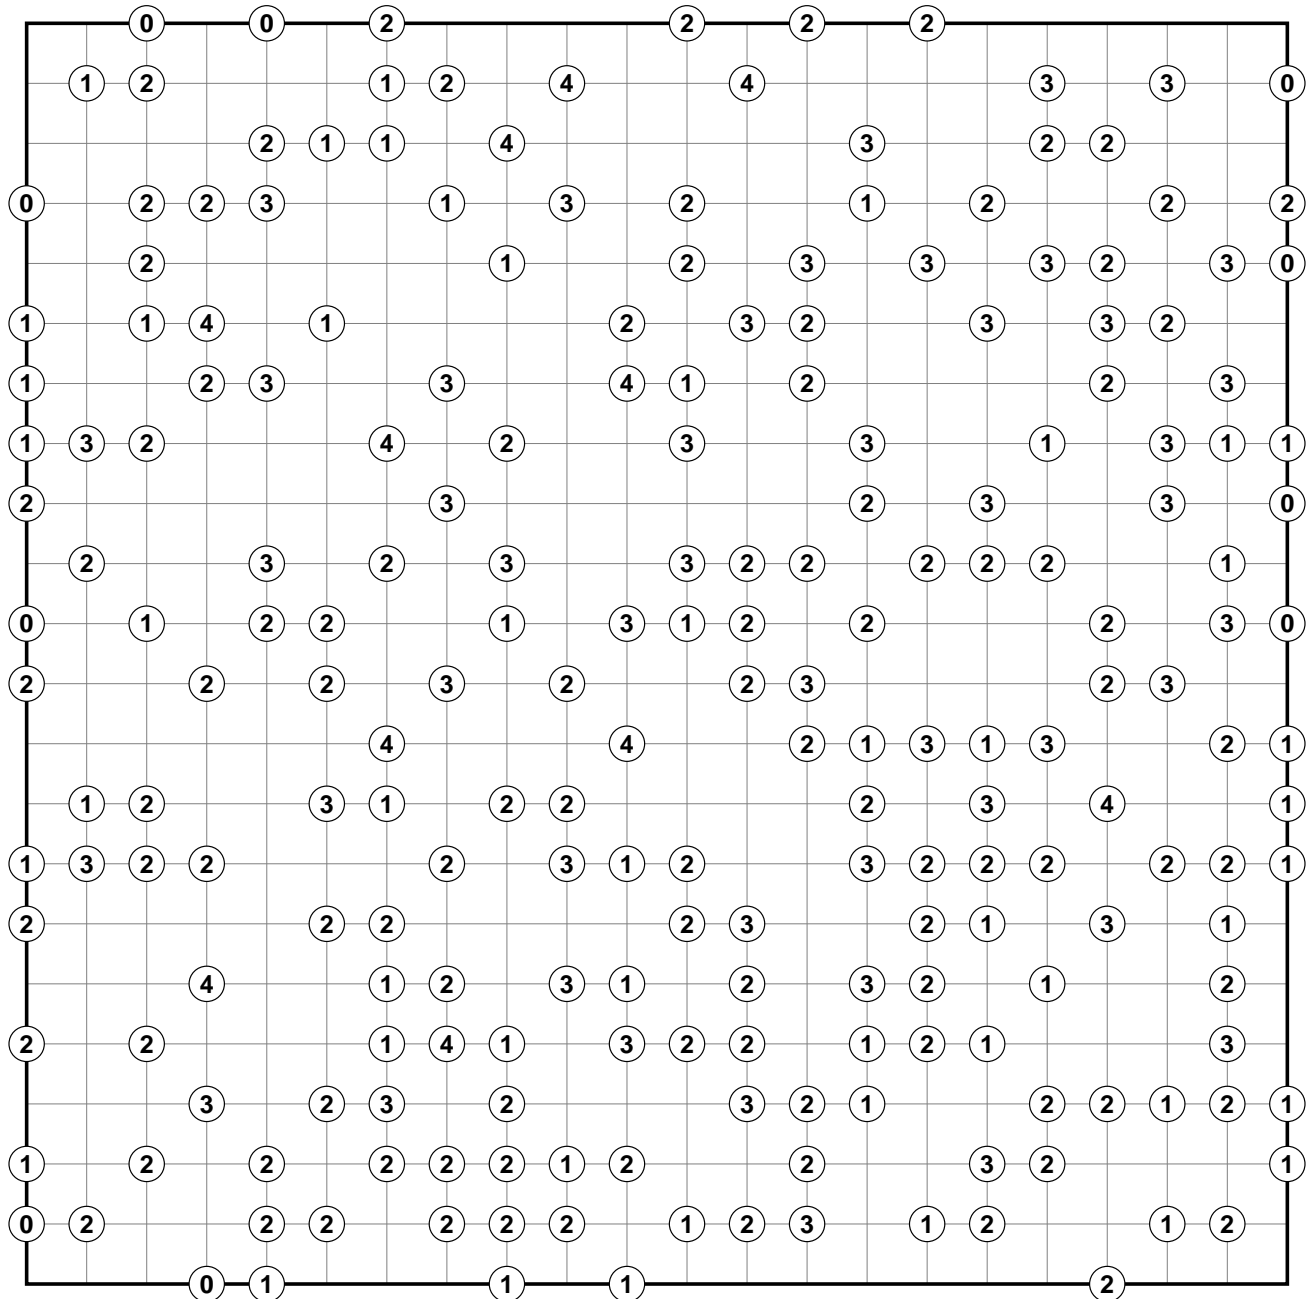 0 0 2 2 2 2
1 2 1 2 4 4 3 3 0
2 1 1 4 3 2 2
0 2 2 3 1 3 2 1 2 2 2
2 1 2 3 3 3 2 3 0
1 1 4 1 2 3 2 3 3 2
1 2 3 3 4 1 2 2 3
1 3 2 4 2 3 3 1 3 1 1
2 3 2 3 3 0
2 3 2 3 3 2 2 2 2 2 1
0 1 2 2 1 3 1 2 2 2 3 0
2 2 2 3 2 2 3 2 3
4 4 2 1 3 1 3 2 1
1 2 3 1 2 2 2 3 4 1
1 3 2 2 2 3 1 2 3 2 2 2 2 2 1
2 2 2 2 3 2 1 3 1
4 1 2 3 1 2 3 2 1 2
2 2 1 4 1 3 2 2 1 2 1 3
3 2 3 2 3 2 1 2 2 1 2 1
1 2 2 2 2 2 1 2 2 3 2 1
0 2 2 2 2 2 2 1 2 3 1 2 1 2
0 1 1 1 2